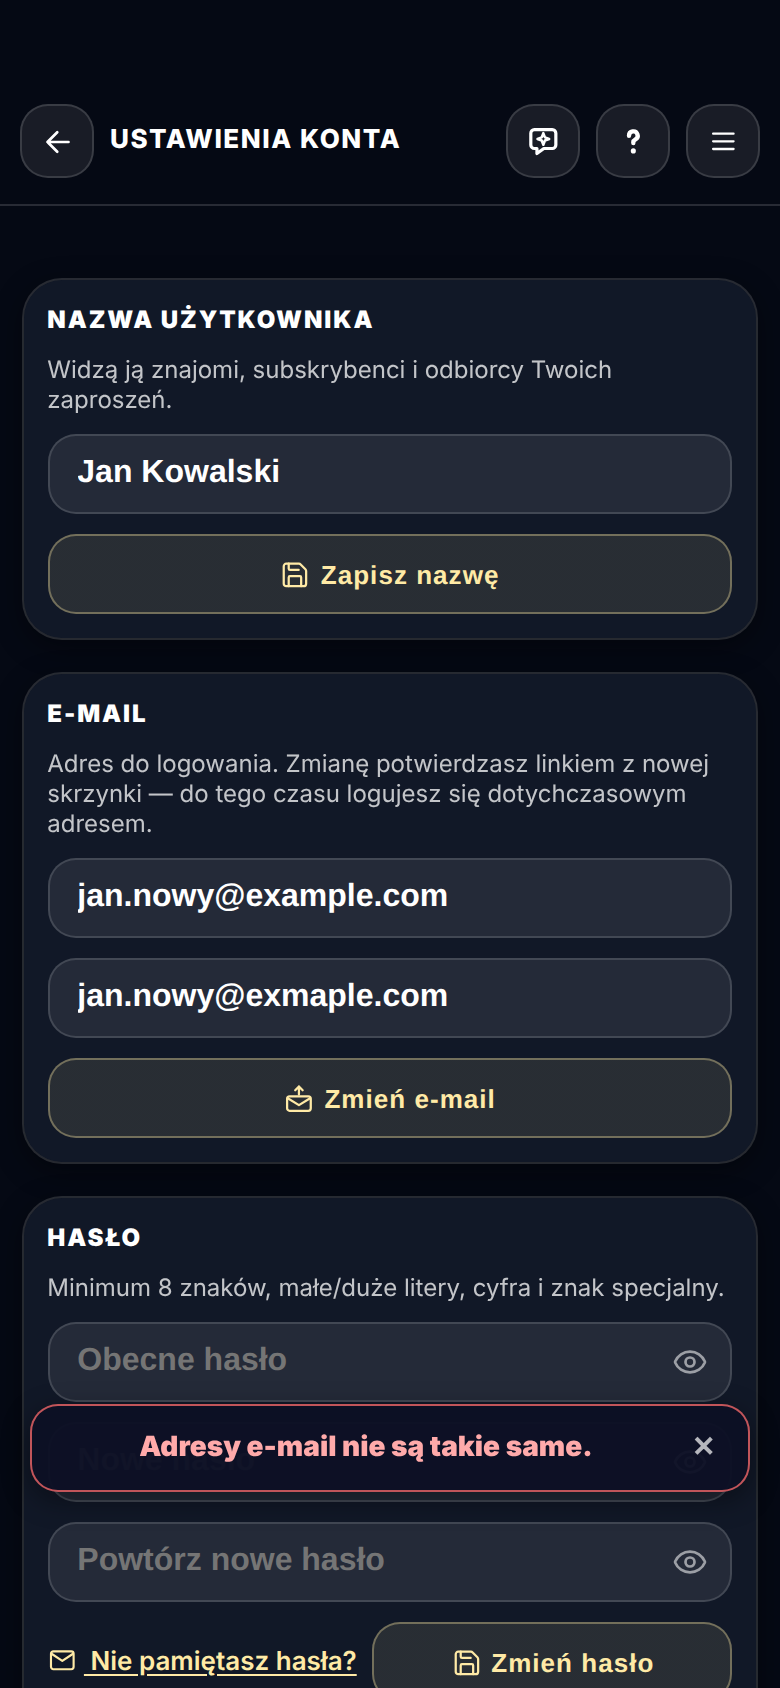 USTAWIENIA KONTA
NAZWA UŻYTKOWNIKA
Widzą ją znajomi, subskrybenci i odbiorcy Twoich
zaproszeń.
Jan Kowalski
Zapisz nazwę
E-MAIL
Adres do logowania. Zmianę potwierdzasz linkiem z nowej
skrzynki — do tego czasu logujesz się dotychczasowym
adresem.
jan.nowy@example.com
jan.nowy@exmaple.com
Zmień e-mail
HASŁO
Minimum 8 znaków, małe/duże litery, cyfra i znak specjalny.
Obecne hasło
Adresy e-mail nie są takie same.
Powtórz nowe hasło
Nie pamiętasz hasła?
Zmień hasło